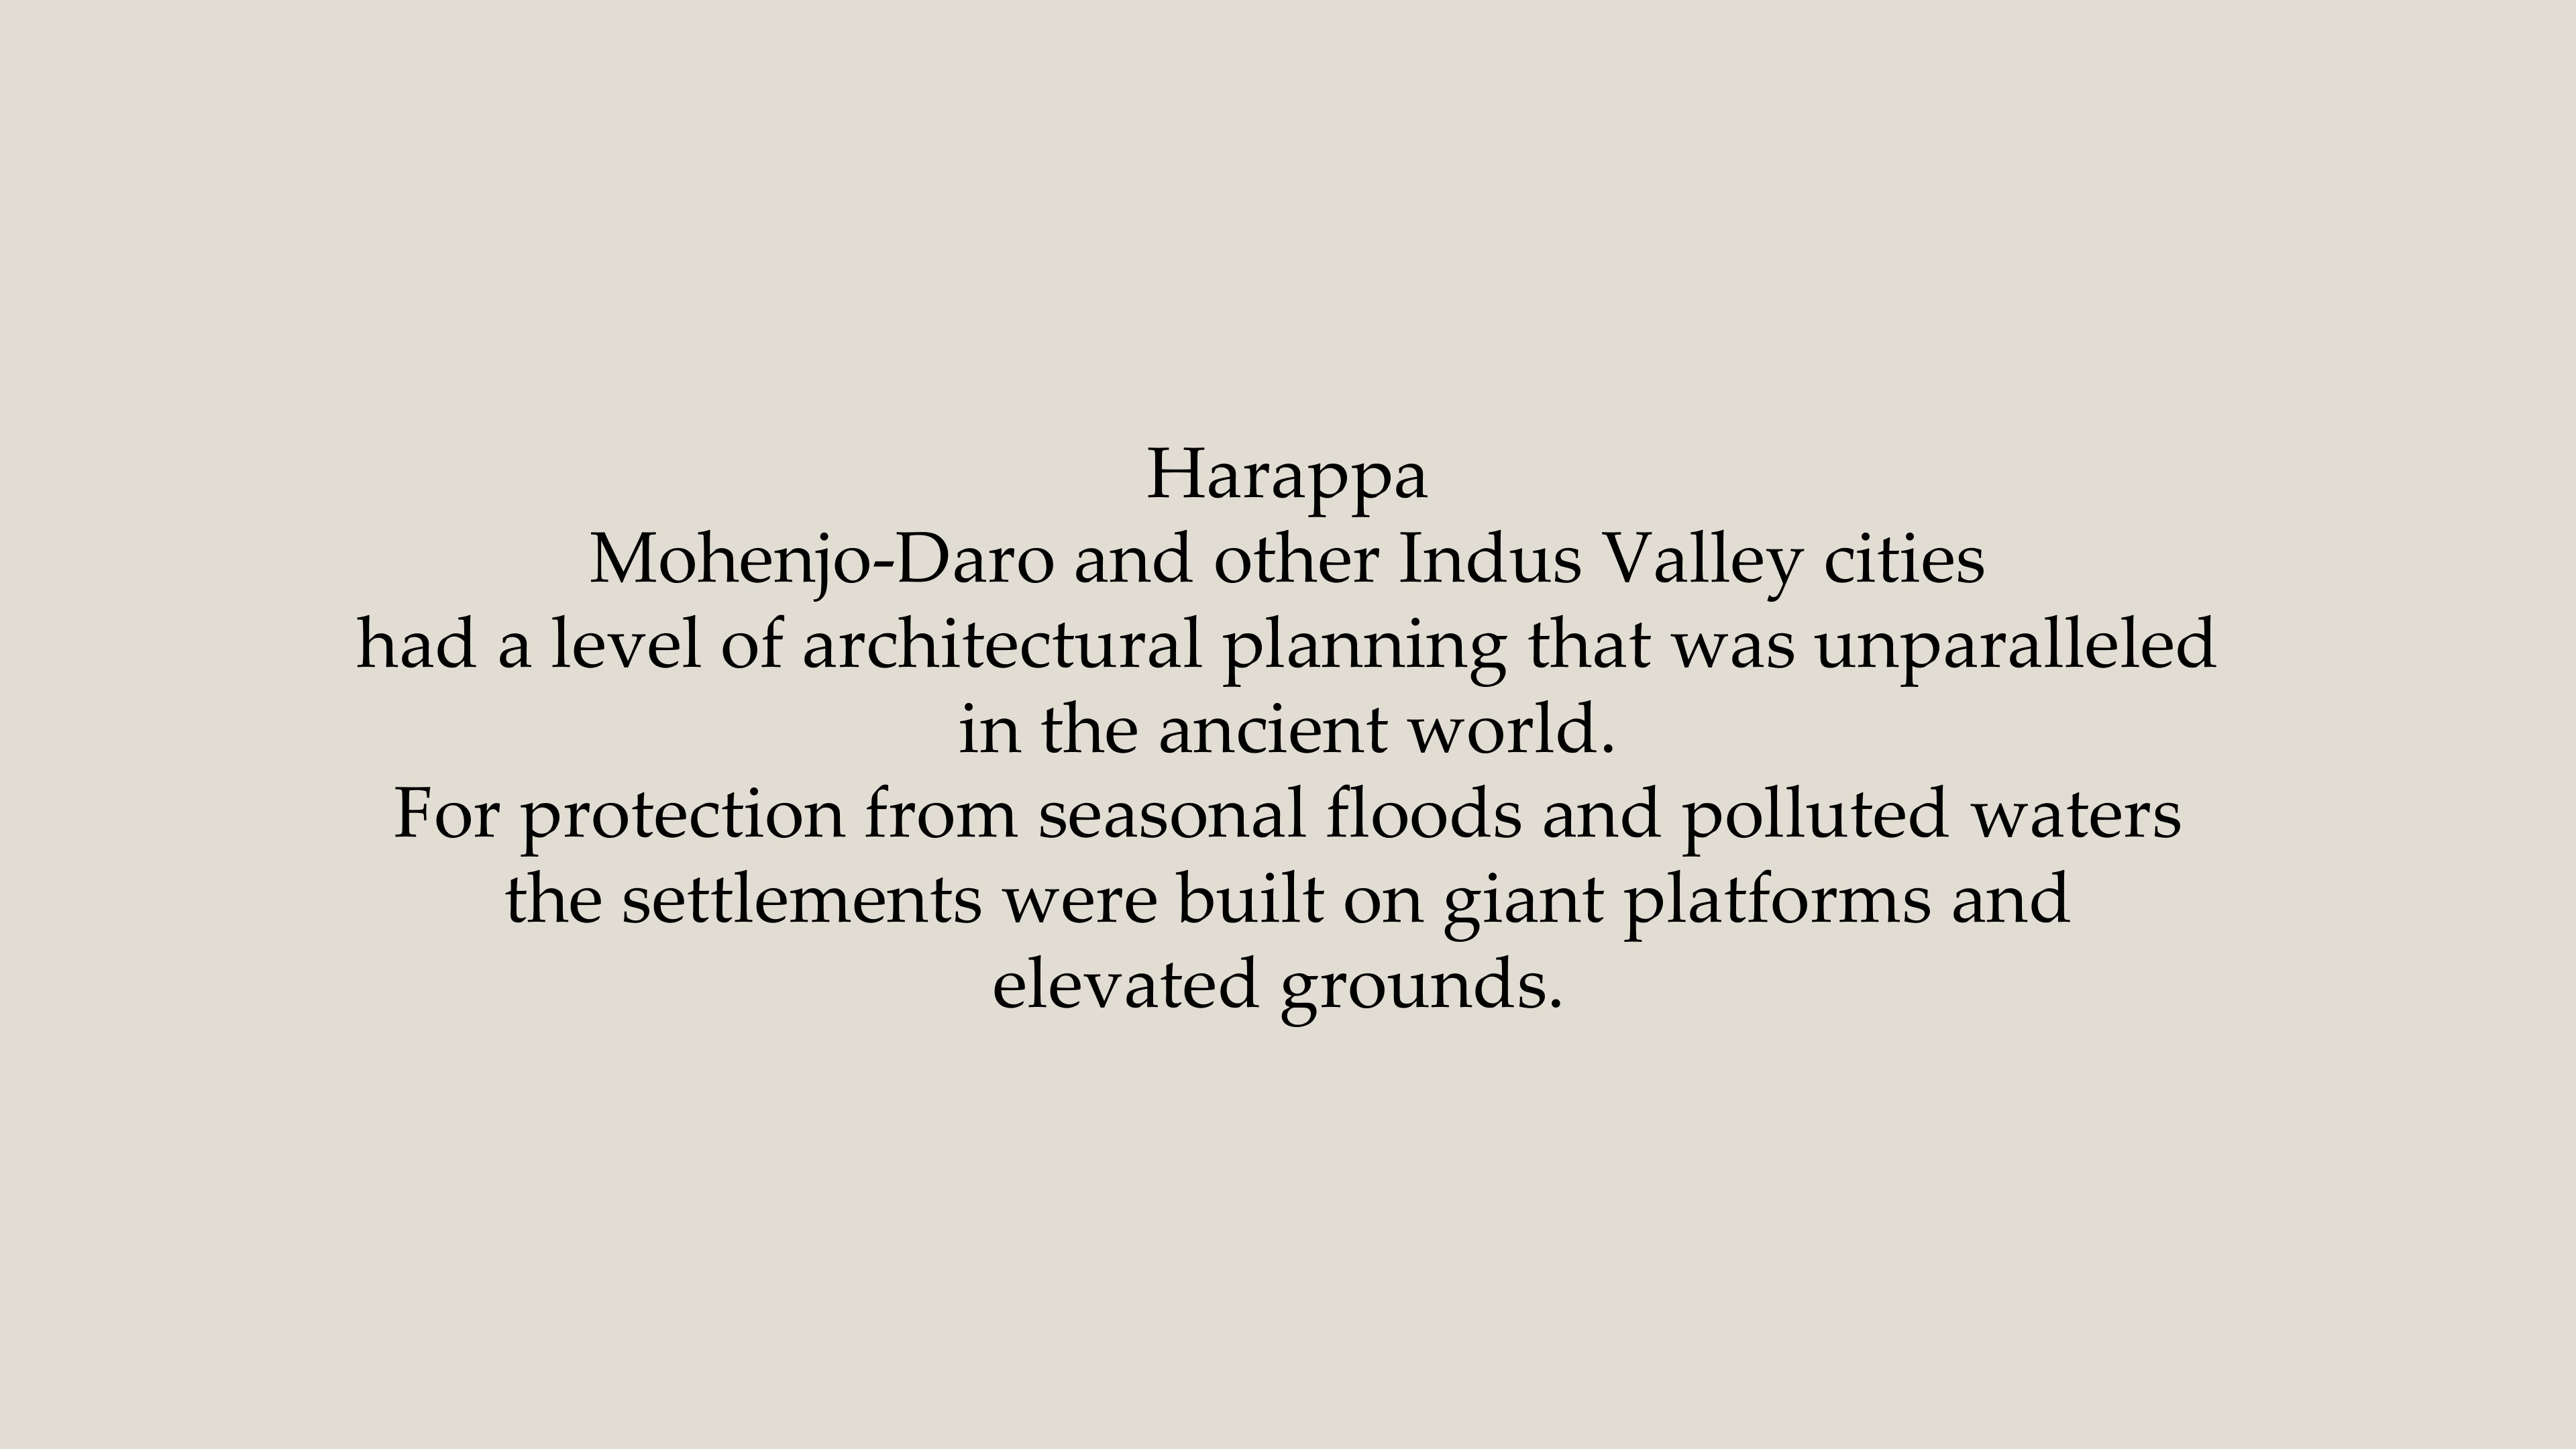 Harappa
Mohenjo-Daro and other Indus Valley cities
had a level of architectural planning that was unparalleled
in the ancient world.
For protection from seasonal floods and polluted waters
the settlements were built on giant platforms and
elevated grounds.